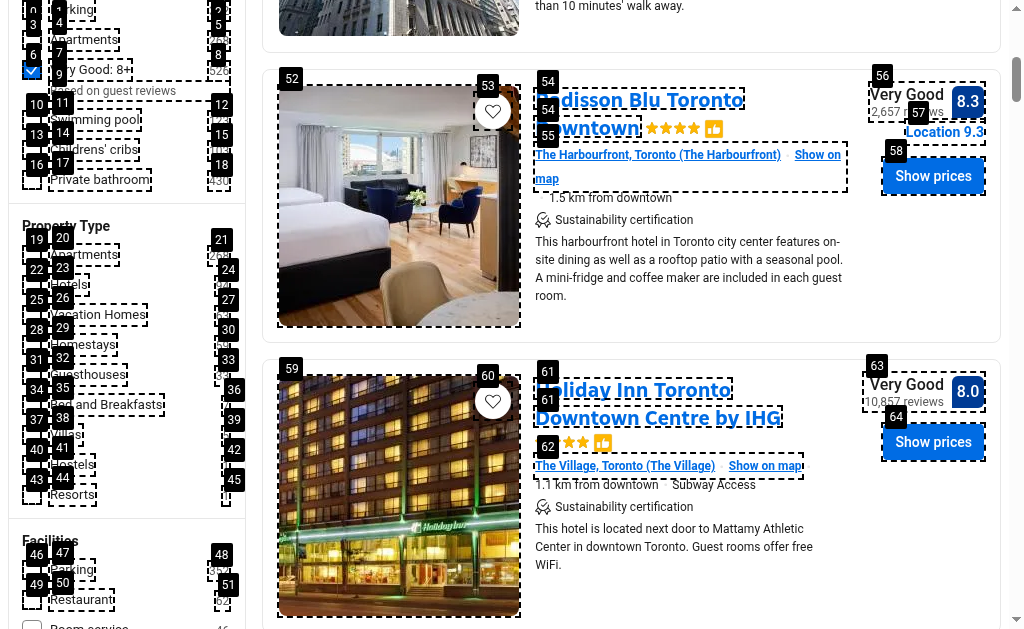 Parking
Apartments
268
Very Good: 8+
526
Based on guest reviews
Swimming pool
Childrens' cribs
Private bathroom
430
Property Type
Apartments
Hotels
Vacation Homes
Homestays
Guesthouses
Bed and Breakfasts
Villas
Hostels
Resorts
Facilities
Parking
352
Restaurant
62
Room service
46
than 10 minutes' walk away.
Radisson Blu Toronto
Downtown
The Harbourfront, Toronto (The Harbourfront) · Show on
map
1.5 km from downtown
Sustainability certification
This harbourfront hotel in Toronto city center features on-
site dining as well as a rooftop patio with a seasonal pool.
A mini-fridge and coffee maker are included in each guest
room.
Very Good
2,657 reviews
8.3
Location 9.3
Show prices
Holiday Inn Toronto
Downtown Centre by IHG
The Village, Toronto (The Village) · Show on map
1.1 km from downtown · Subway Access
Sustainability certification
This hotel is located next door to Mattamy Athletic
Center in downtown Toronto. Guest rooms offer free
WiFi.
Very Good
10,857 reviews
8.0
Show prices
Holiday Inn
3
4
5
6
7
8
9
10
11
12
13
14
15
16
17
18
19
20
21
22
23
24
25
26
27
28
29
30
31
32
33
34
35
36
37
38
39
40
41
42
43
44
45
46
47
48
49
50
51
52
53
54
54
55
56
57
58
59
60
61
61
62
63
64